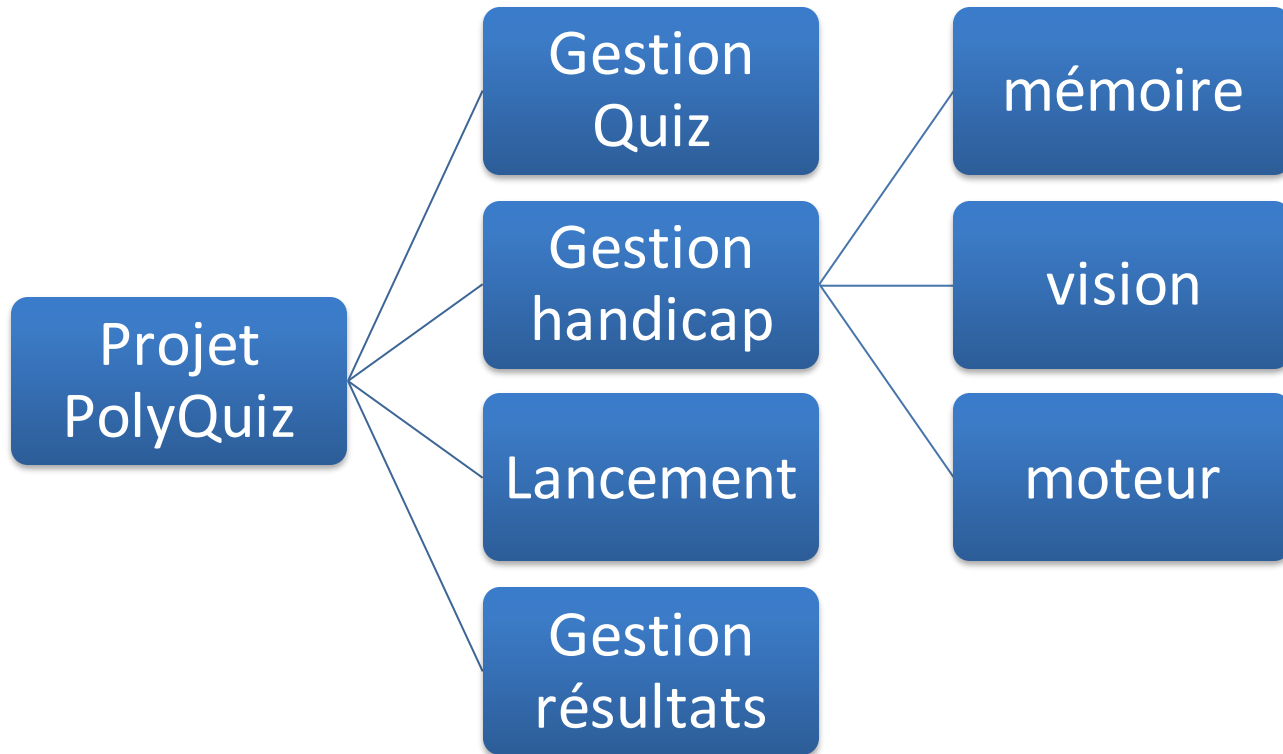 Projet
PolyQuiz
Gestion
Quiz
Gestion
handicap
Lancement
Gestion
résultats
mémoire
vision
moteur